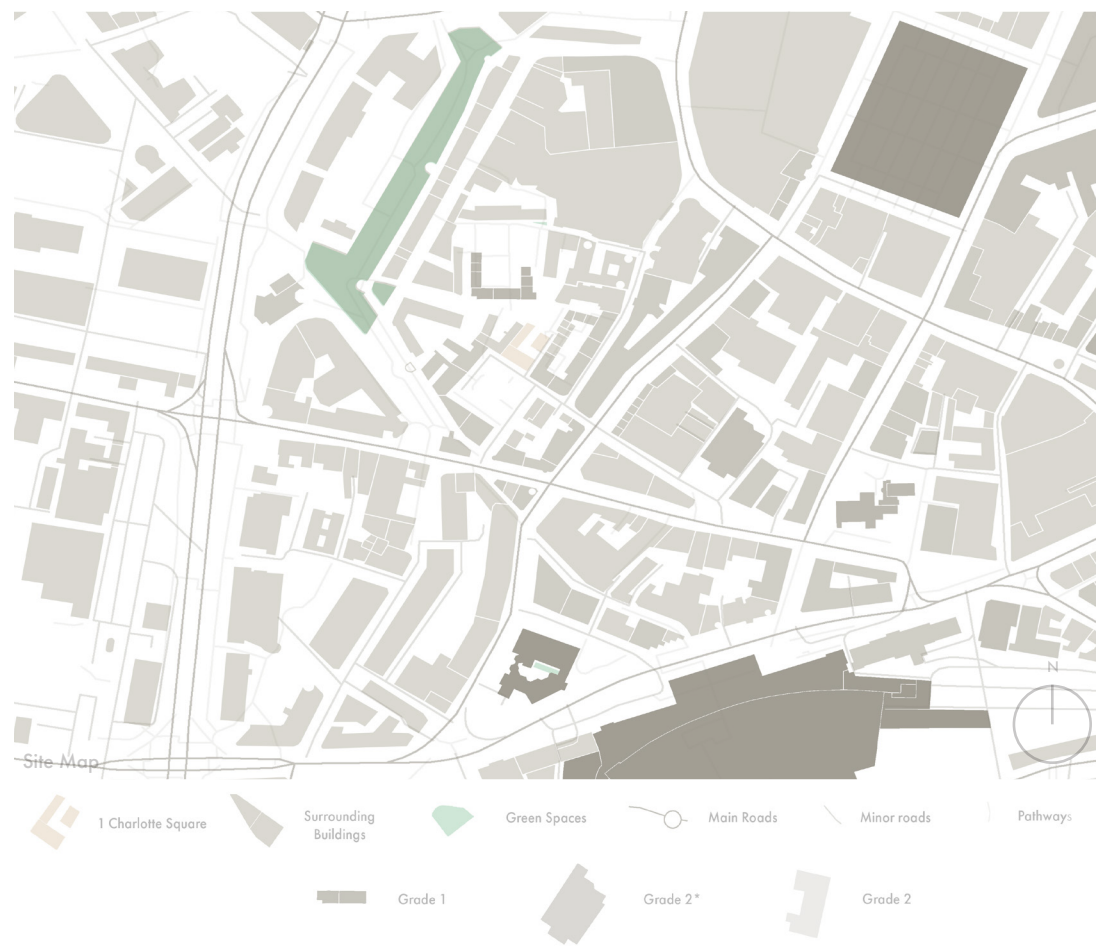 N
Site Map
1 Charlotte Square
Surrounding
Buildings
Green Spaces
Main Roads
Minor roads
Pathways
Grade 1
Grade 2*
Grade 2